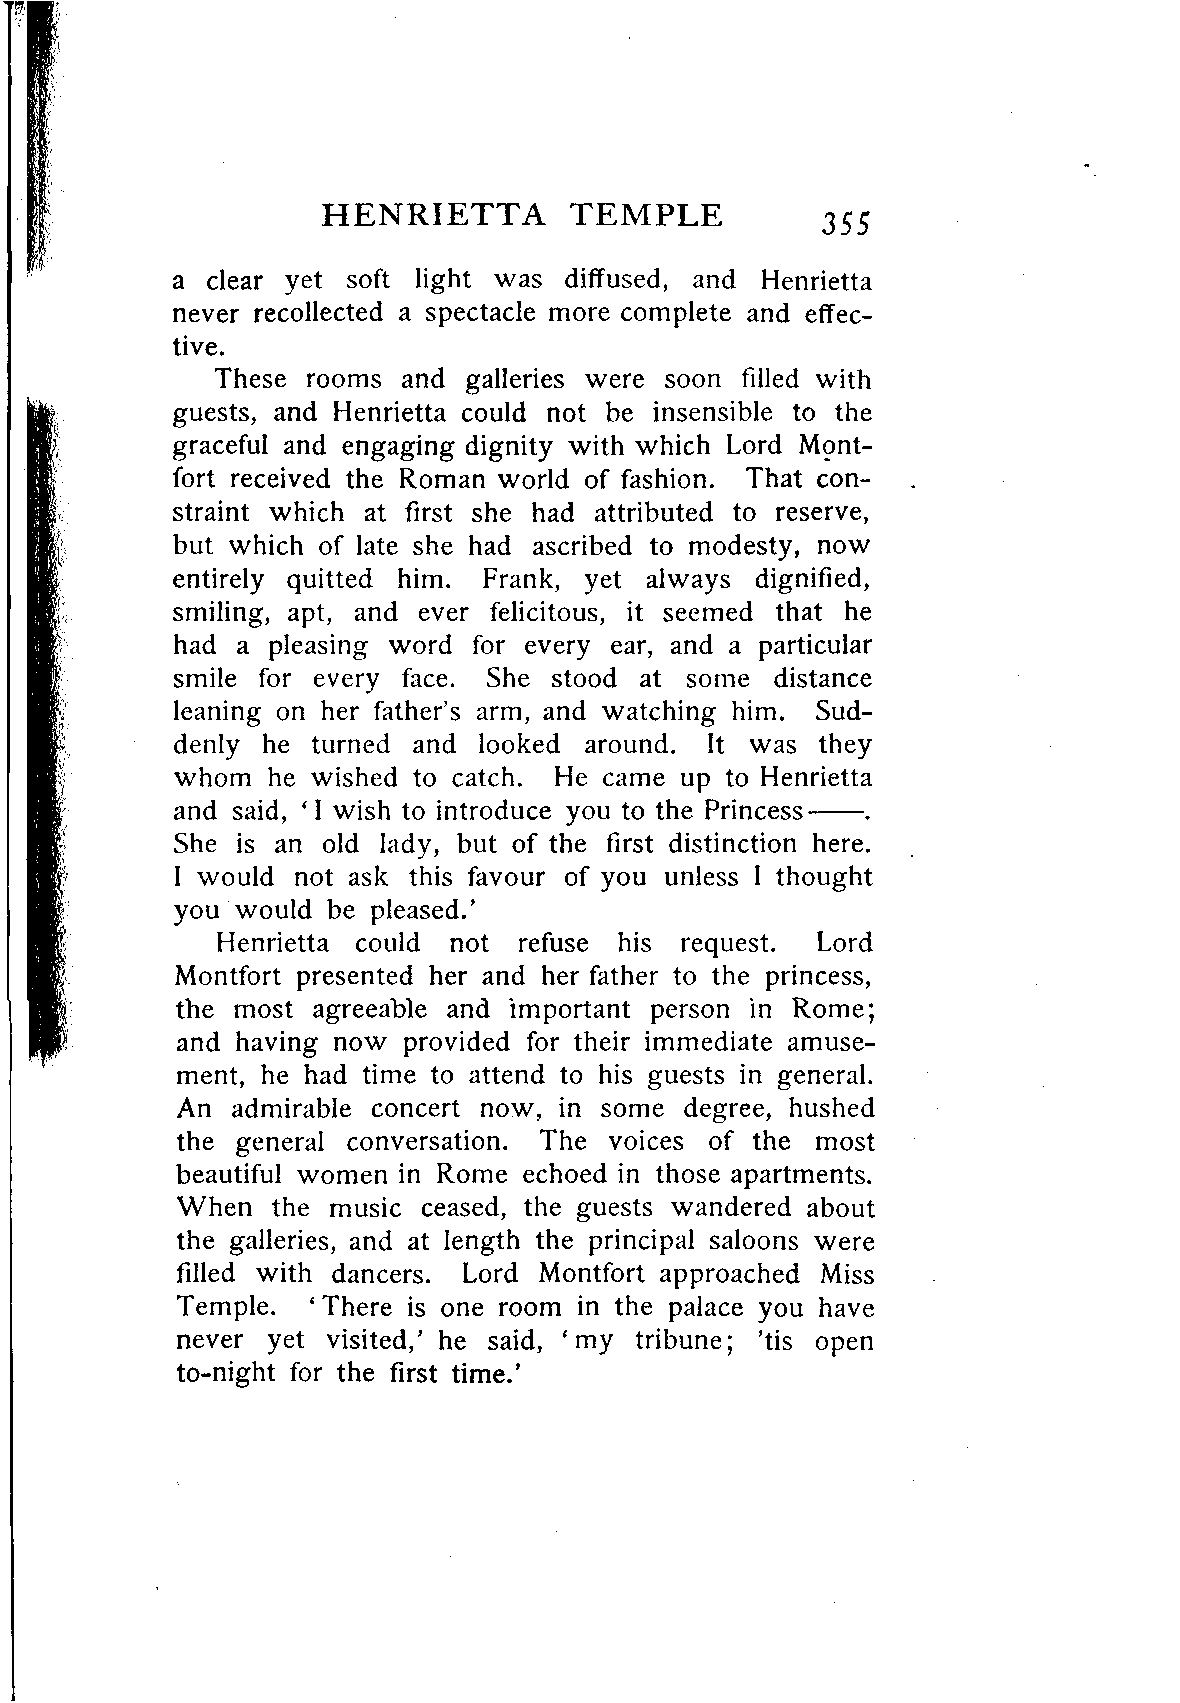 HENRIETTA TEMPLE 355
a clear yet soft light was diffused, and Henrietta
never recollected a spectacle more complete and effec-
tive.
These rooms and galleries were soon filled with
guests, and Henrietta could not be insensible to the
graceful and engaging dignity with which Lord Mont-
fort received the Roman world of fashion. That con-
straint which at first she had attributed to reserve,
but which of late she had ascribed to modesty, now
entirely quitted him. Frank, yet always dignified,
smiling, apt, and ever felicitous, it seemed that he
had a pleasing word for every ear, and a particular
smile for every face. She stood at some distance
leaning on her father's arm, and watching him. Sud-
denly he turned and looked around. It was they
whom he wished to catch. He came up to Henrietta
and said, 'I wish to introduce you to the Princess——.
She is an old lady, but of the first distinction here.
I would not ask this favour of you unless I thought
you would be pleased.'
Henrietta could not refuse his request. Lord
Montfort presented her and her father to the princess,
the most agreeable and important person in Rome;
and having now provided for their immediate amuse-
ment, he had time to attend to his guests in general.
An admirable concert now, in some degree, hushed
the general conversation. The voices of the most
beautiful women in Rome echoed in those apartments.
When the music ceased, the guests wandered about
the galleries, and at length the principal saloons were
filled with dancers. Lord Montfort approached Miss
Temple. 'There is one room in the palace you have
never yet visited,' he said, 'my tribune; 'tis open
to-night for the first time.'